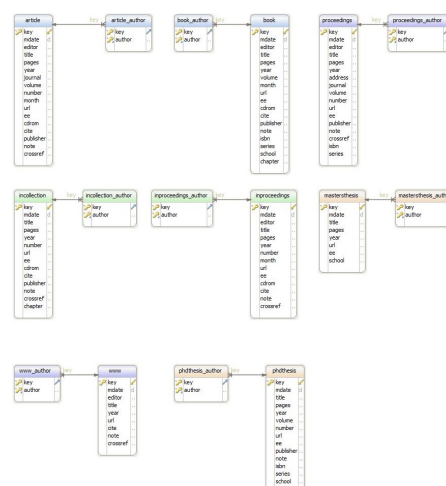 article
key
mdate
editor
title
pages
year
journal
volume
number
month
url
ee
cdrom
cite
publisher
note
crossref
key
article_author
key
author
book_author
key
author
key
book
key
mdate
editor
title
pages
year
volume
month
url
ee
cdrom
cite
publisher
note
isbn
series
school
chapter
proceedings
key
mdate
editor
title
pages
year
address
journal
volume
number
url
ee
publisher
note
crossref
isbn
series
key
proceedings_author
key
author
incollection
key
mdate
title
pages
year
number
url
ee
cdrom
cite
publisher
note
crossref
chapter
key
incollection_author
key
author
inproceedings_author
key
author
key
inproceedings
key
mdate
editor
title
pages
year
number
month
url
ee
cdrom
cite
note
crossref
mastersthesis
key
mdate
title
pages
year
url
ee
school
key
mastersthesis_auth
key
author
www_author
key
author
key
www
key
mdate
editor
title
year
url
cite
note
crossref
phdthesis_author
key
author
key
phdthesis
key
mdate
title
pages
year
volume
number
url
ee
publisher
note
isbn
series
school